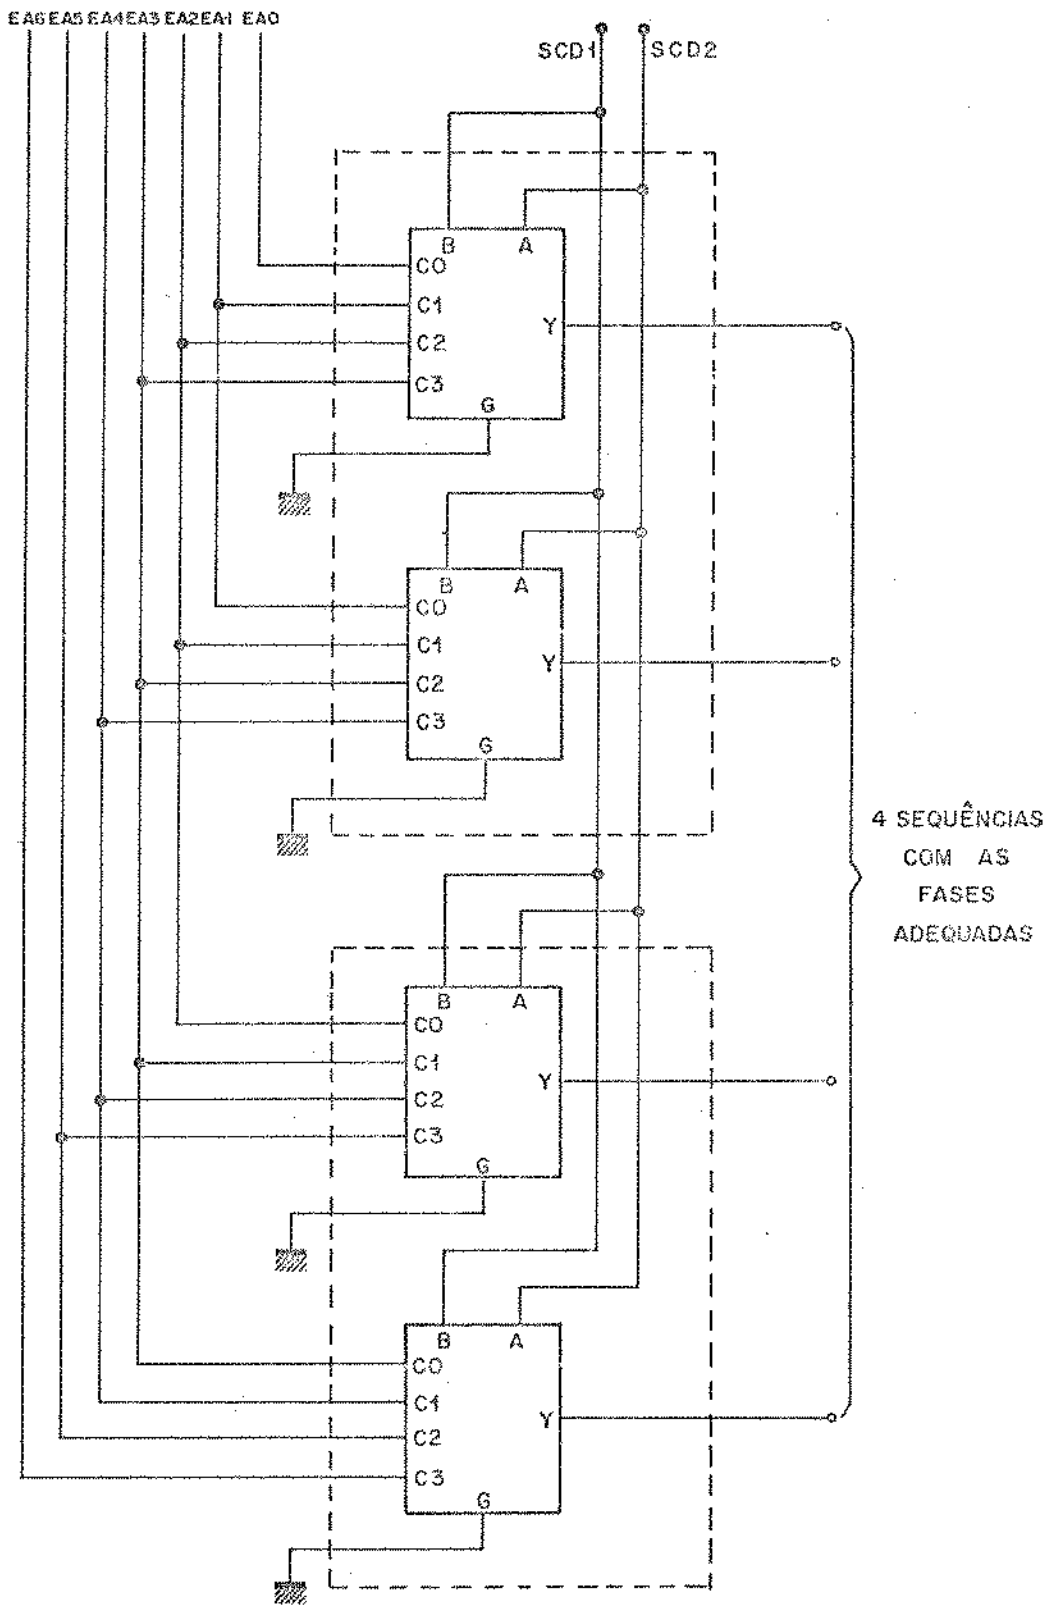 EA6 EA5 EA4 EA3 EA2 EA1 EA0
SCD1 SCD2
B A
C0
C1
C2
C3
Y
G
B A
C0
C1
C2
C3
Y
G
4 SEQUÊNCIAS
COM AS
FASES
ADEQUADAS
B A
C0
C1
C2
C3
Y
G
B A
C0
C1
C2
C3
Y
G